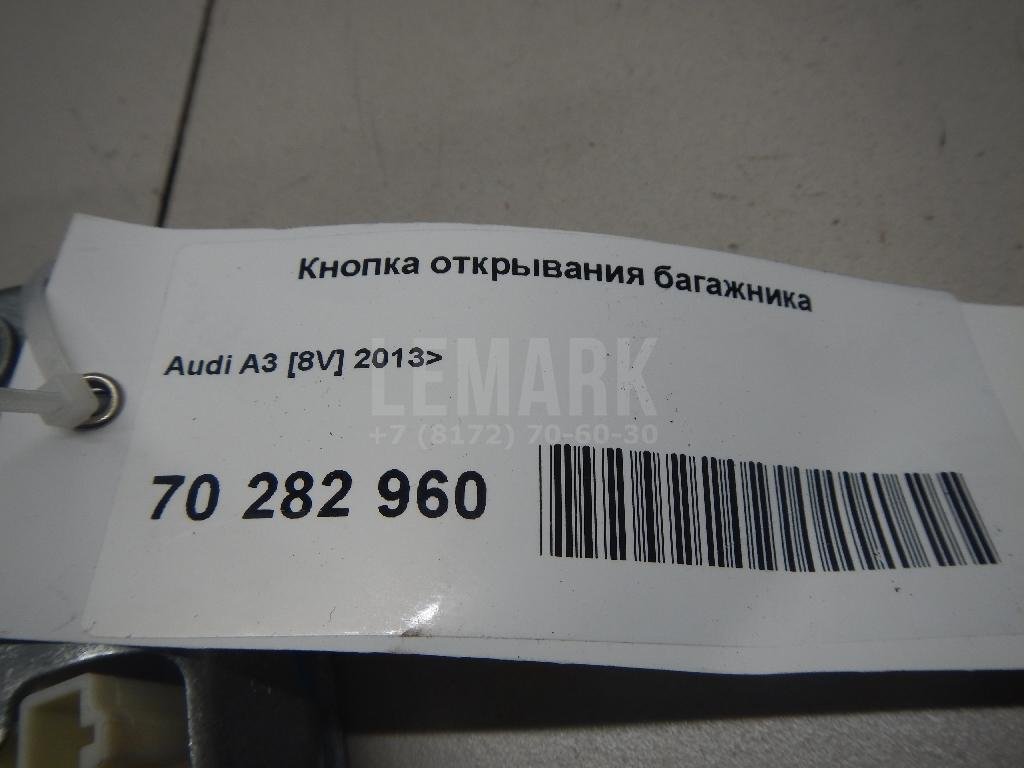 Кнопка открывания багажника
Audi A3 [8V] 2013>
LEMARK
+7 (8172) 70-60-30
70 282 960